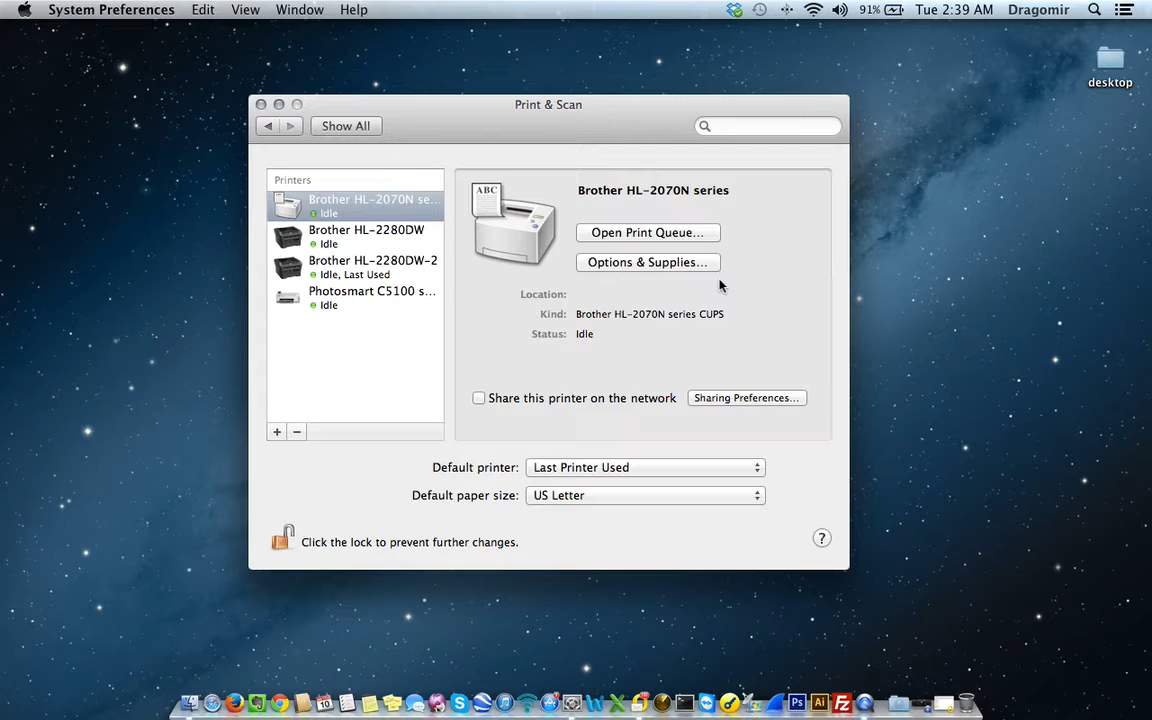 System Preferences Edit View Window Help 91% Tue 2:39 AM Dragomir
desktop
Print & Scan
Show All
Printers
Brother HL-2070N se...
Idle
Brother HL-2280DW
Idle
Brother HL-2280DW-2
Idle, Last Used
Photosmart C5100 s...
Idle
+ −
ABC
Brother HL-2070N series
Open Print Queue...
Options & Supplies...
Location:
Kind: Brother HL-2070N series CUPS
Status: Idle
Share this printer on the network Sharing Preferences...
Default printer: Last Printer Used
Default paper size: US Letter
Click the lock to prevent further changes. ?
Ps Ai Fz